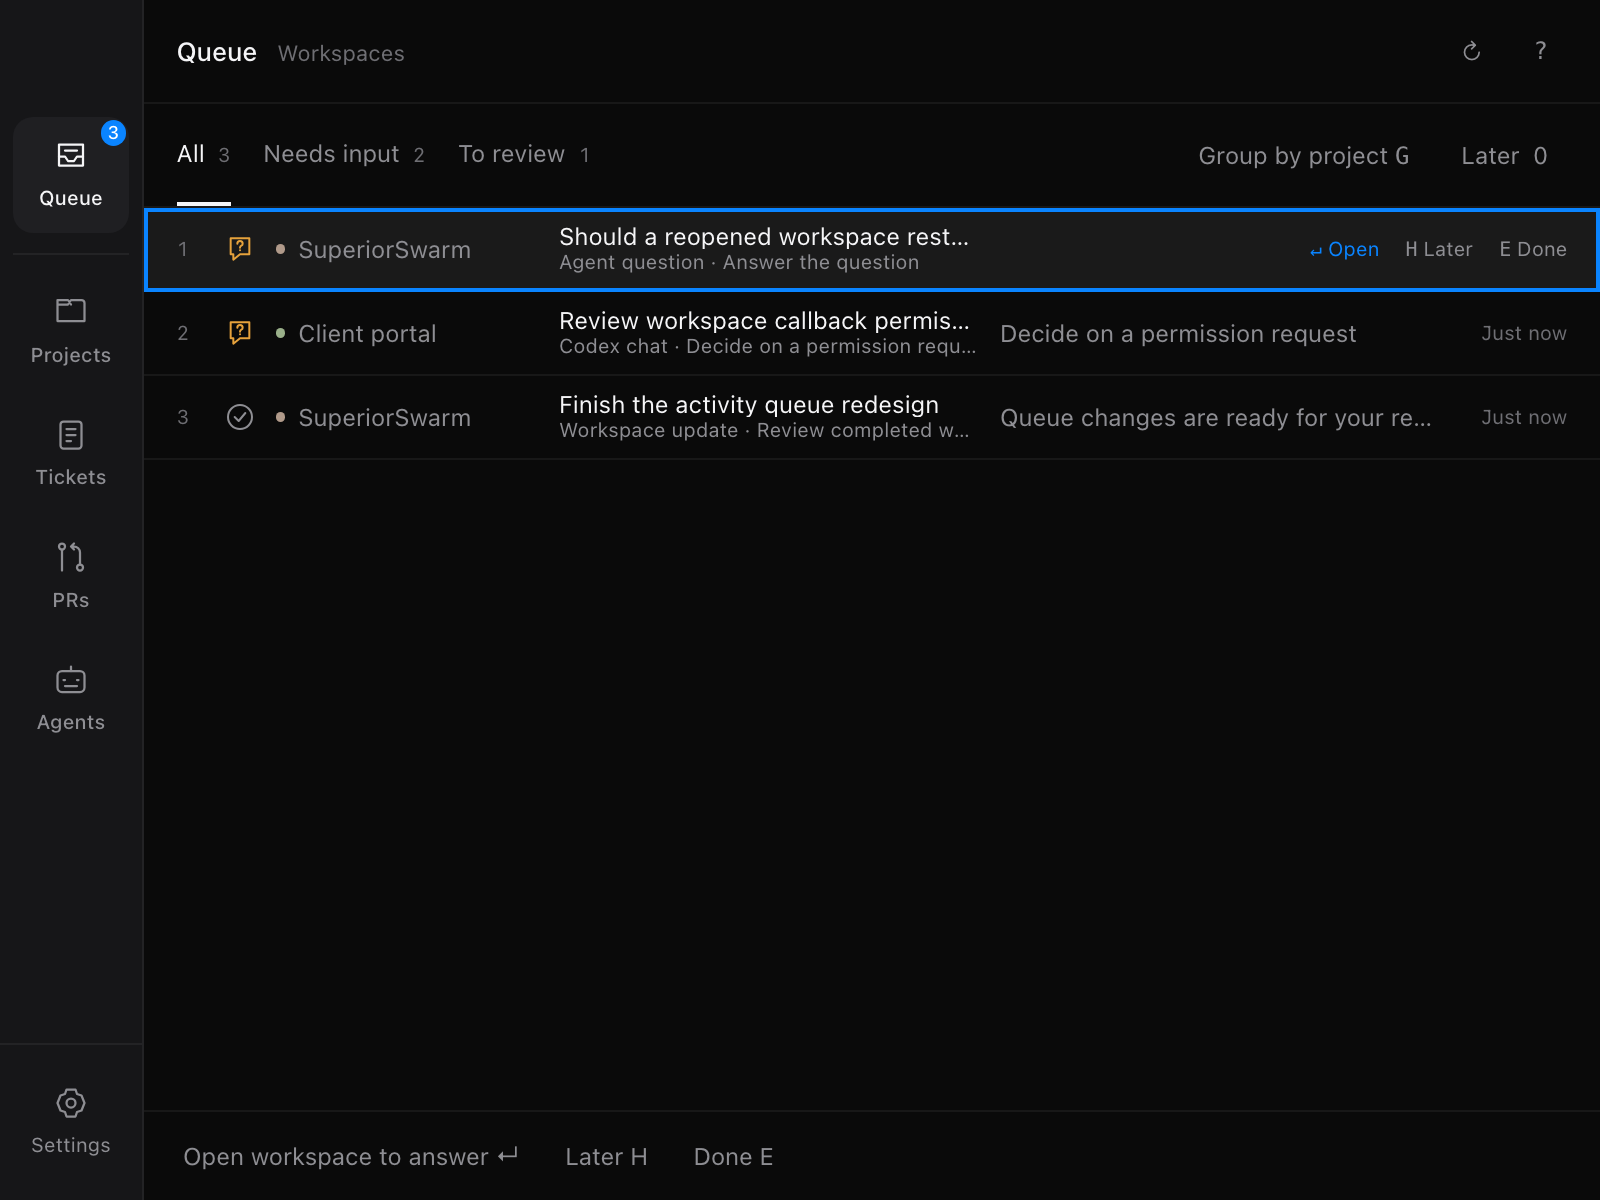 Queue Workspaces ?
3
Queue
Projects
Tickets
PRs
Agents
Settings
All 3 Needs input 2 To review 1 Group by project G Later 0
1 ? SuperiorSwarm Should a reopened workspace rest... ↵ Open H Later E Done
Agent question · Answer the question
2 ? Client portal Review workspace callback permis... Decide on a permission request Just now
Codex chat · Decide on a permission requ...
3 SuperiorSwarm Finish the activity queue redesign Queue changes are ready for your re... Just now
Workspace update · Review completed w...
Open workspace to answer ↵ Later H Done E